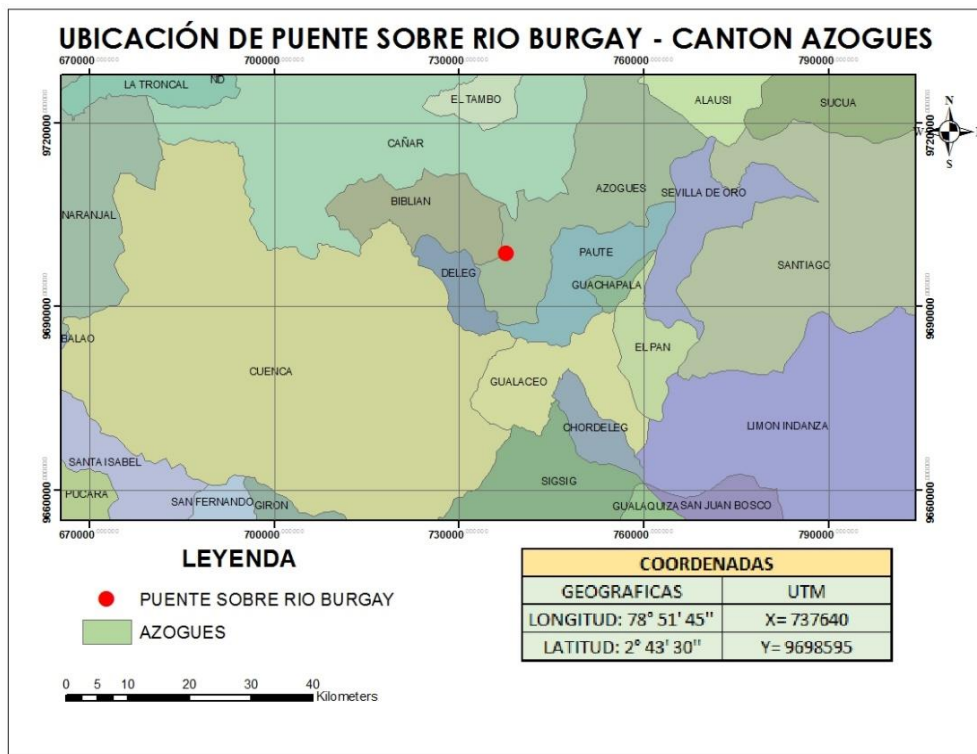 UBICACIÓN DE PUENTE SOBRE RIO BURGAY - CANTON AZOGUES
670000 700000 730000 760000 790000
LA TRONCAL
ND
EL TAMBO
ALAUSI
SUCUA
N
S
9720000
9720000
CAÑAR
AZOGUES
SEVILLA DE ORO
BIBLIAN
NARANJAL
PAUTE
DELEG
SANTIAGO
GUACHAPALA
9690000
9690000
BALAO
EL PAN
CUENCA
GUALACEO
CHORDELEG
LIMON INDANZA
SANTA ISABEL
SIGSIG
PUCARA
SAN FERNANDO
GIRON
GUALAQUIZA
SAN JUAN BOSCO
9660000
9660000
670000 700000 730000 760000 790000
LEYENDA
PUENTE SOBRE RIO BURGAY
AZOGUES
0 5 10 20 30 40
Kilometers
COORDENADAS
GEOGRAFICAS UTM
LONGITUD: 78° 51' 45" X= 737640
LATITUD: 2° 43' 30" Y= 9698595